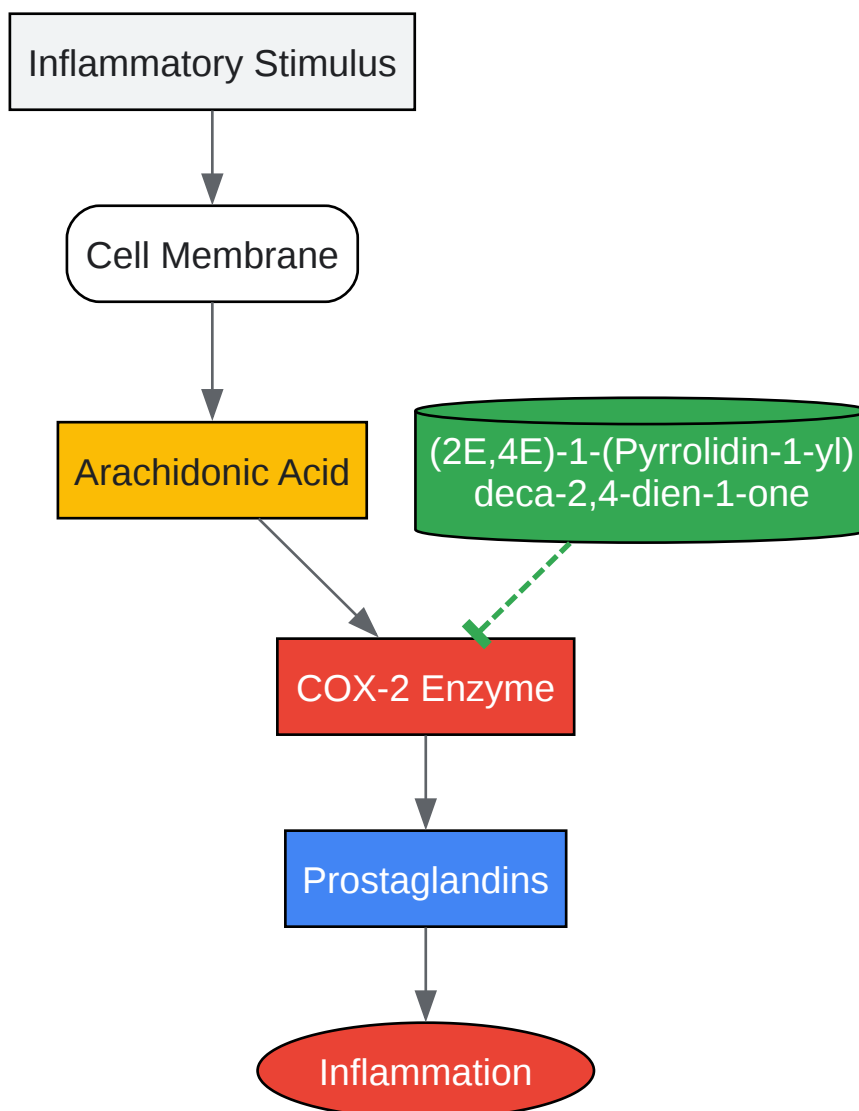 Inflammatory Stimulus
Cell Membrane
Arachidonic Acid
(2E,4E)-1-(Pyrrolidin-1-yl)
deca-2,4-dien-1-one
COX-2 Enzyme
Prostaglandins
Inflammation